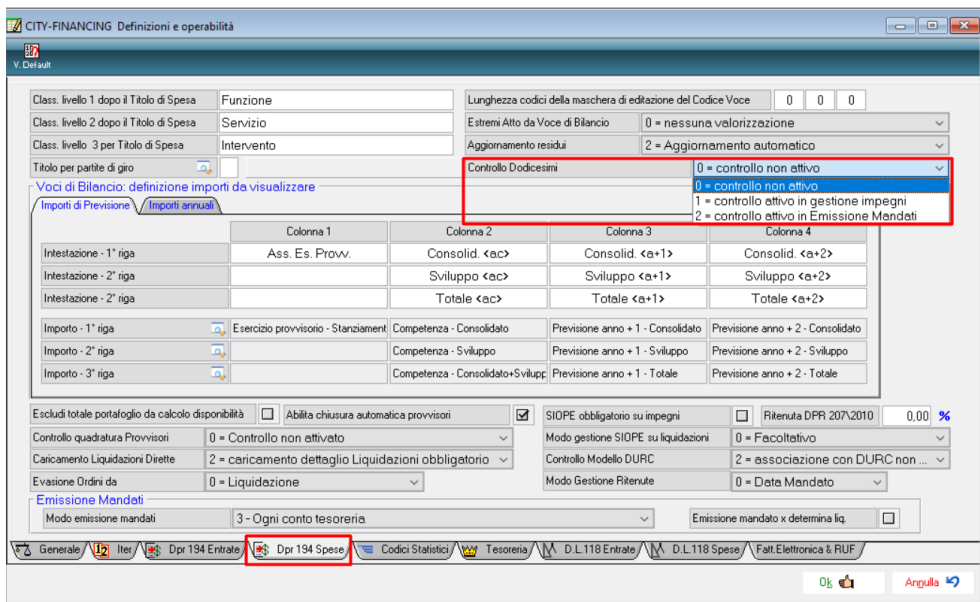 CITY-FINANCING Definizioni e operabilità
V. Default
Class. livello 1 dopo il Titolo di Spesa Funzione Lunghezza codici della maschera di editazione del Codice Voce 0 0 0
Class. livello 2 dopo il Titolo di Spesa Servizio Estremi Atto da Voce di Bilancio 0 = nessuna valorizzazione
Class. livello 3 per Titolo di Spesa Intervento Aggiornamento residui 2 = Aggiornamento automatico
Titolo per partite di giro Controllo Dodicesimi 0 = controllo non attivo
0 = controllo non attivo
1 = controllo attivo in gestione impegni
2 = controllo attivo in Emissione Mandati
Voci di Bilancio: definizione importi da visualizzare
Importi di Previsione Importi annuali
Colonna 1 Colonna 2 Colonna 3 Colonna 4
Intestazione - 1° riga Ass. Es. Provv. Consolid. <ac> Consolid. <a+1> Consolid. <a+2>
Intestazione - 2° riga Sviluppo <ac> Sviluppo <a+1> Sviluppo <a+2>
Intestazione - 2° riga Totale <ac> Totale <a+1> Totale <a+2>
Importo - 1° riga Esercizio provvisorio - Stanziament Competenza - Consolidato Previsione anno + 1 - Consolidato Previsione anno + 2 - Consolidato
Importo - 2° riga Competenza - Sviluppo Previsione anno + 1 - Sviluppo Previsione anno + 2 - Sviluppo
Importo - 3° riga Competenza - Consolidato+Svilupp Previsione anno + 1 - Totale Previsione anno + 2 - Totale
Escludi totale portafoglio da calcolo disponibilità Abilita chiusura automatica provvisori SIOPE obbligatorio su impegni Ritenuta DPR 207\2010 0,00 %
Controllo quadratura Provvisori 0 = Controllo non attivato Modo gestione SIOPE su liquidazioni 0 = Facoltativo
Caricamento Liquidazioni Dirette 2 = caricamento dettaglio Liquidazioni obbligatorio Controllo Modello DURC 2 = associazione con DURC non ...
Evasione Ordini da 0 = Liquidazione Modo Gestione Ritenute 0 = Data Mandato
Emissione Mandati
Modo emissione mandati 3 - Ogni conto tesoreria Emissione mandato x determina liq.
Generale 12 Iter Dpr 194 Entrate Dpr 194 Spese Codici Statistici Tesoreria D.L.118 Entrate D.L.118 Spese Fatt.Elettronica & RUF
Ok Annulla